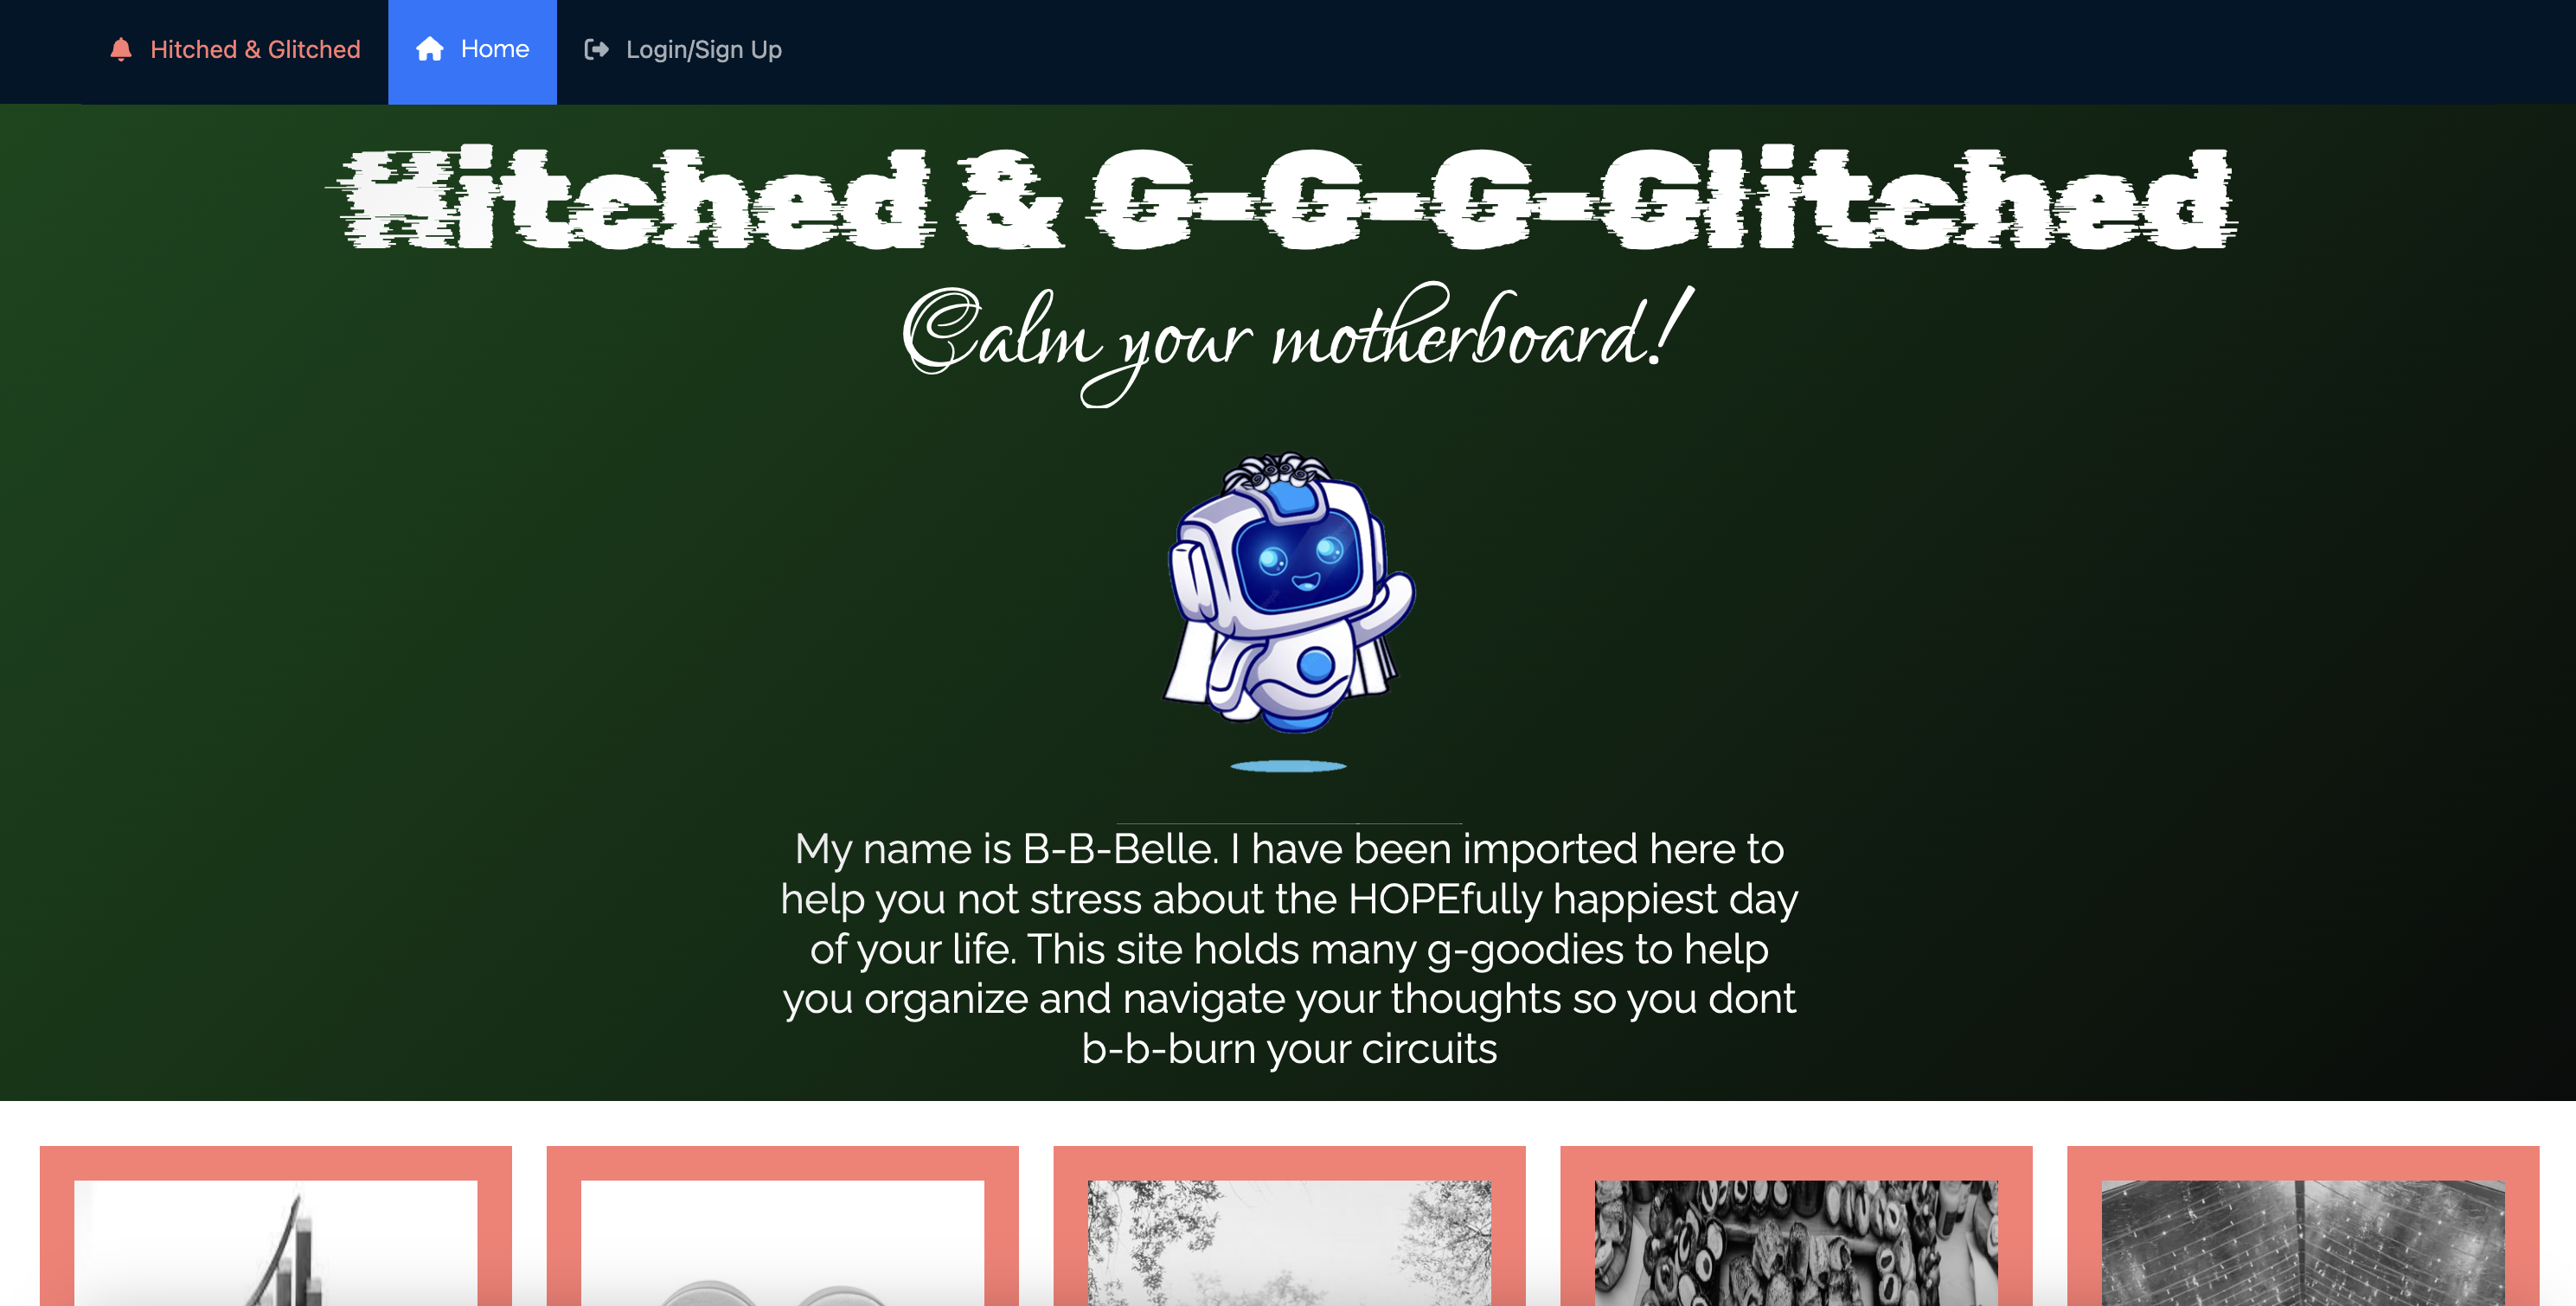 Hitched & Glitched
Home
Login/Sign Up
Hitched & G-G-G-Glitched
Calm your motherboard!
My name is B-B-Belle. I have been imported here to
help you not stress about the HOPEfully happiest day
of your life. This site holds many g-goodies to help
you organize and navigate your thoughts so you dont
b-b-burn your circuits